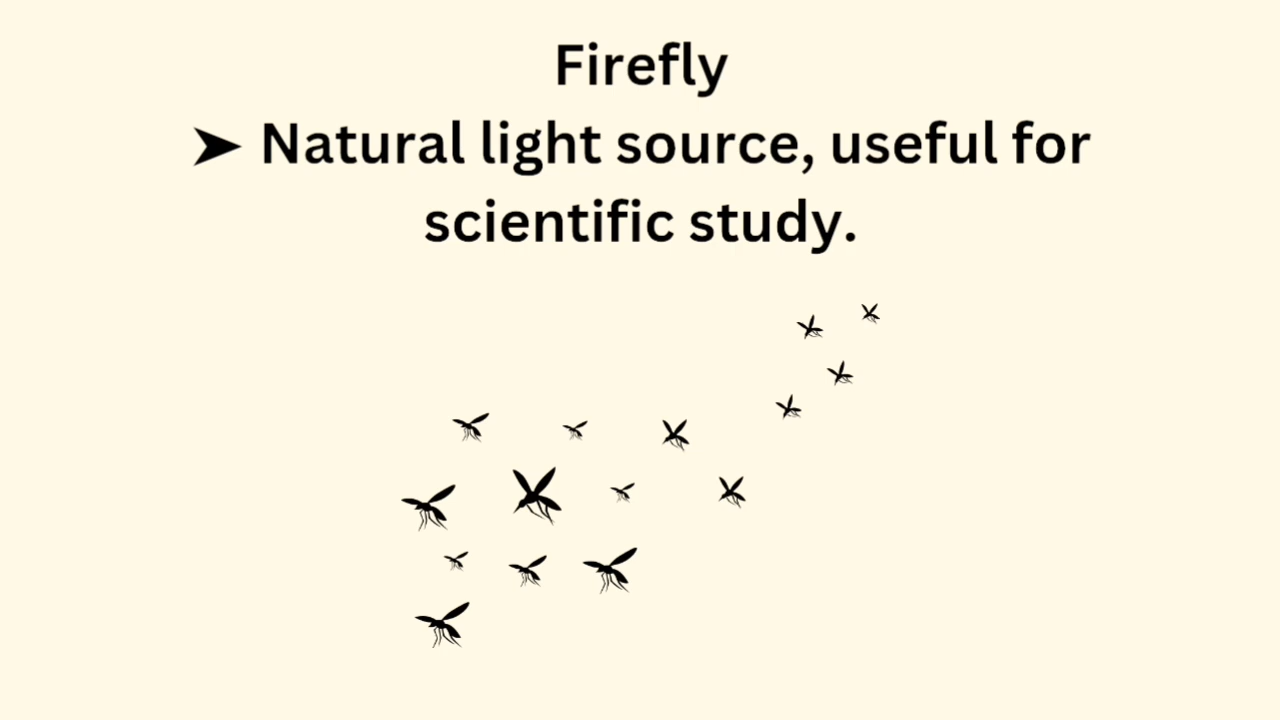 Firefly
➤ Natural light source, useful for
scientific study.